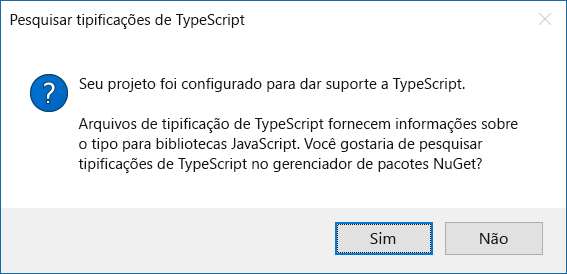 Pesquisar tipificações de TypeScript
Seu projeto foi configurado para dar suporte a TypeScript.
Arquivos de tipificação de TypeScript fornecem informações sobre
o tipo para bibliotecas JavaScript. Você gostaria de pesquisar
tipificações de TypeScript no gerenciador de pacotes NuGet?
Sim
Não